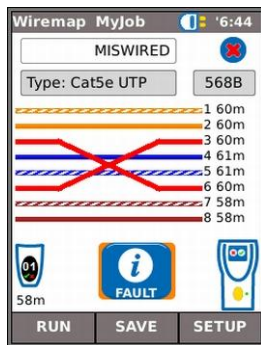 Wiremap MyJob '6:44
MISWIRED
Type: Cat5e UTP 568B
1 60m
2 60m
3 60m
4 61m
5 61m
6 60m
7 58m
8 58m
01
58m
i
FAULT
RUN SAVE SETUP